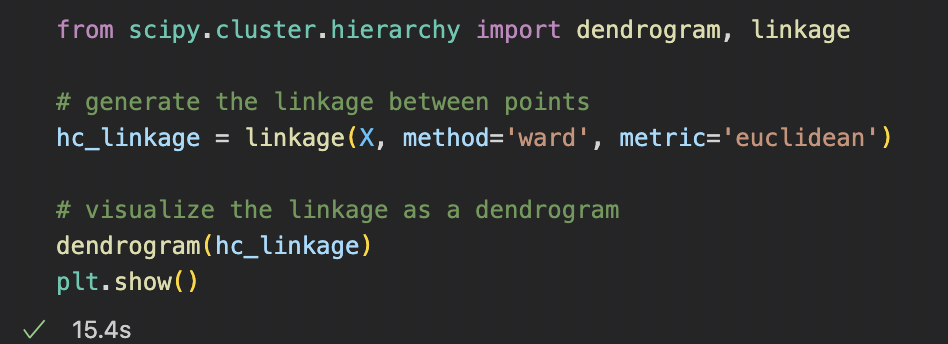 from scipy.cluster.hierarchy import dendrogram, linkage
# generate the linkage between points
hc_linkage = linkage(X, method='ward', metric='euclidean')
# visualize the linkage as a dendrogram
dendrogram(hc_linkage)
plt.show()
15.4s